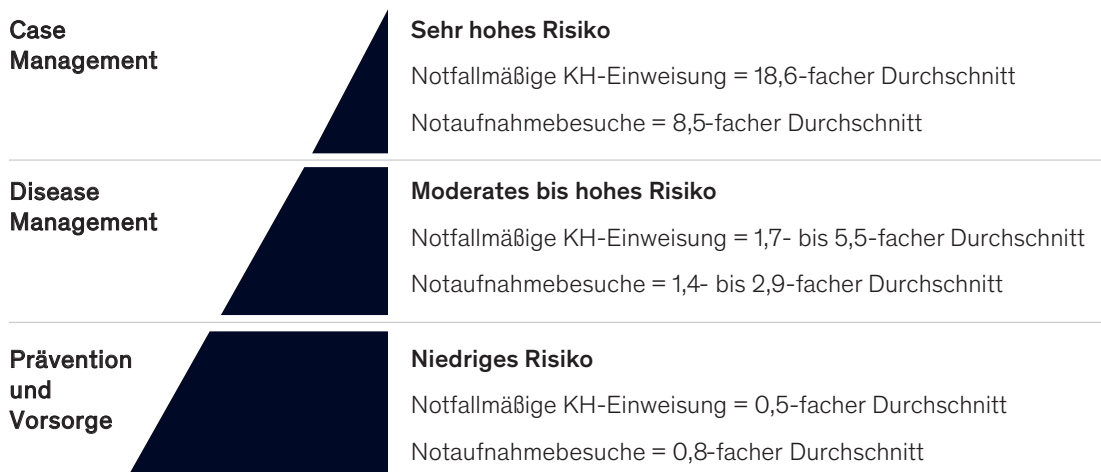 Case
Management
Sehr hohes Risiko
Notfallmäßige KH-Einweisung = 18,6-facher Durchschnitt
Notaufnahmebesuche = 8,5-facher Durchschnitt
Disease
Management
Moderates bis hohes Risiko
Notfallmäßige KH-Einweisung = 1,7- bis 5,5-facher Durchschnitt
Notaufnahmebesuche = 1,4- bis 2,9-facher Durchschnitt
Prävention
und
Vorsorge
Niedriges Risiko
Notfallmäßige KH-Einweisung = 0,5-facher Durchschnitt
Notaufnahmebesuche = 0,8-facher Durchschnitt